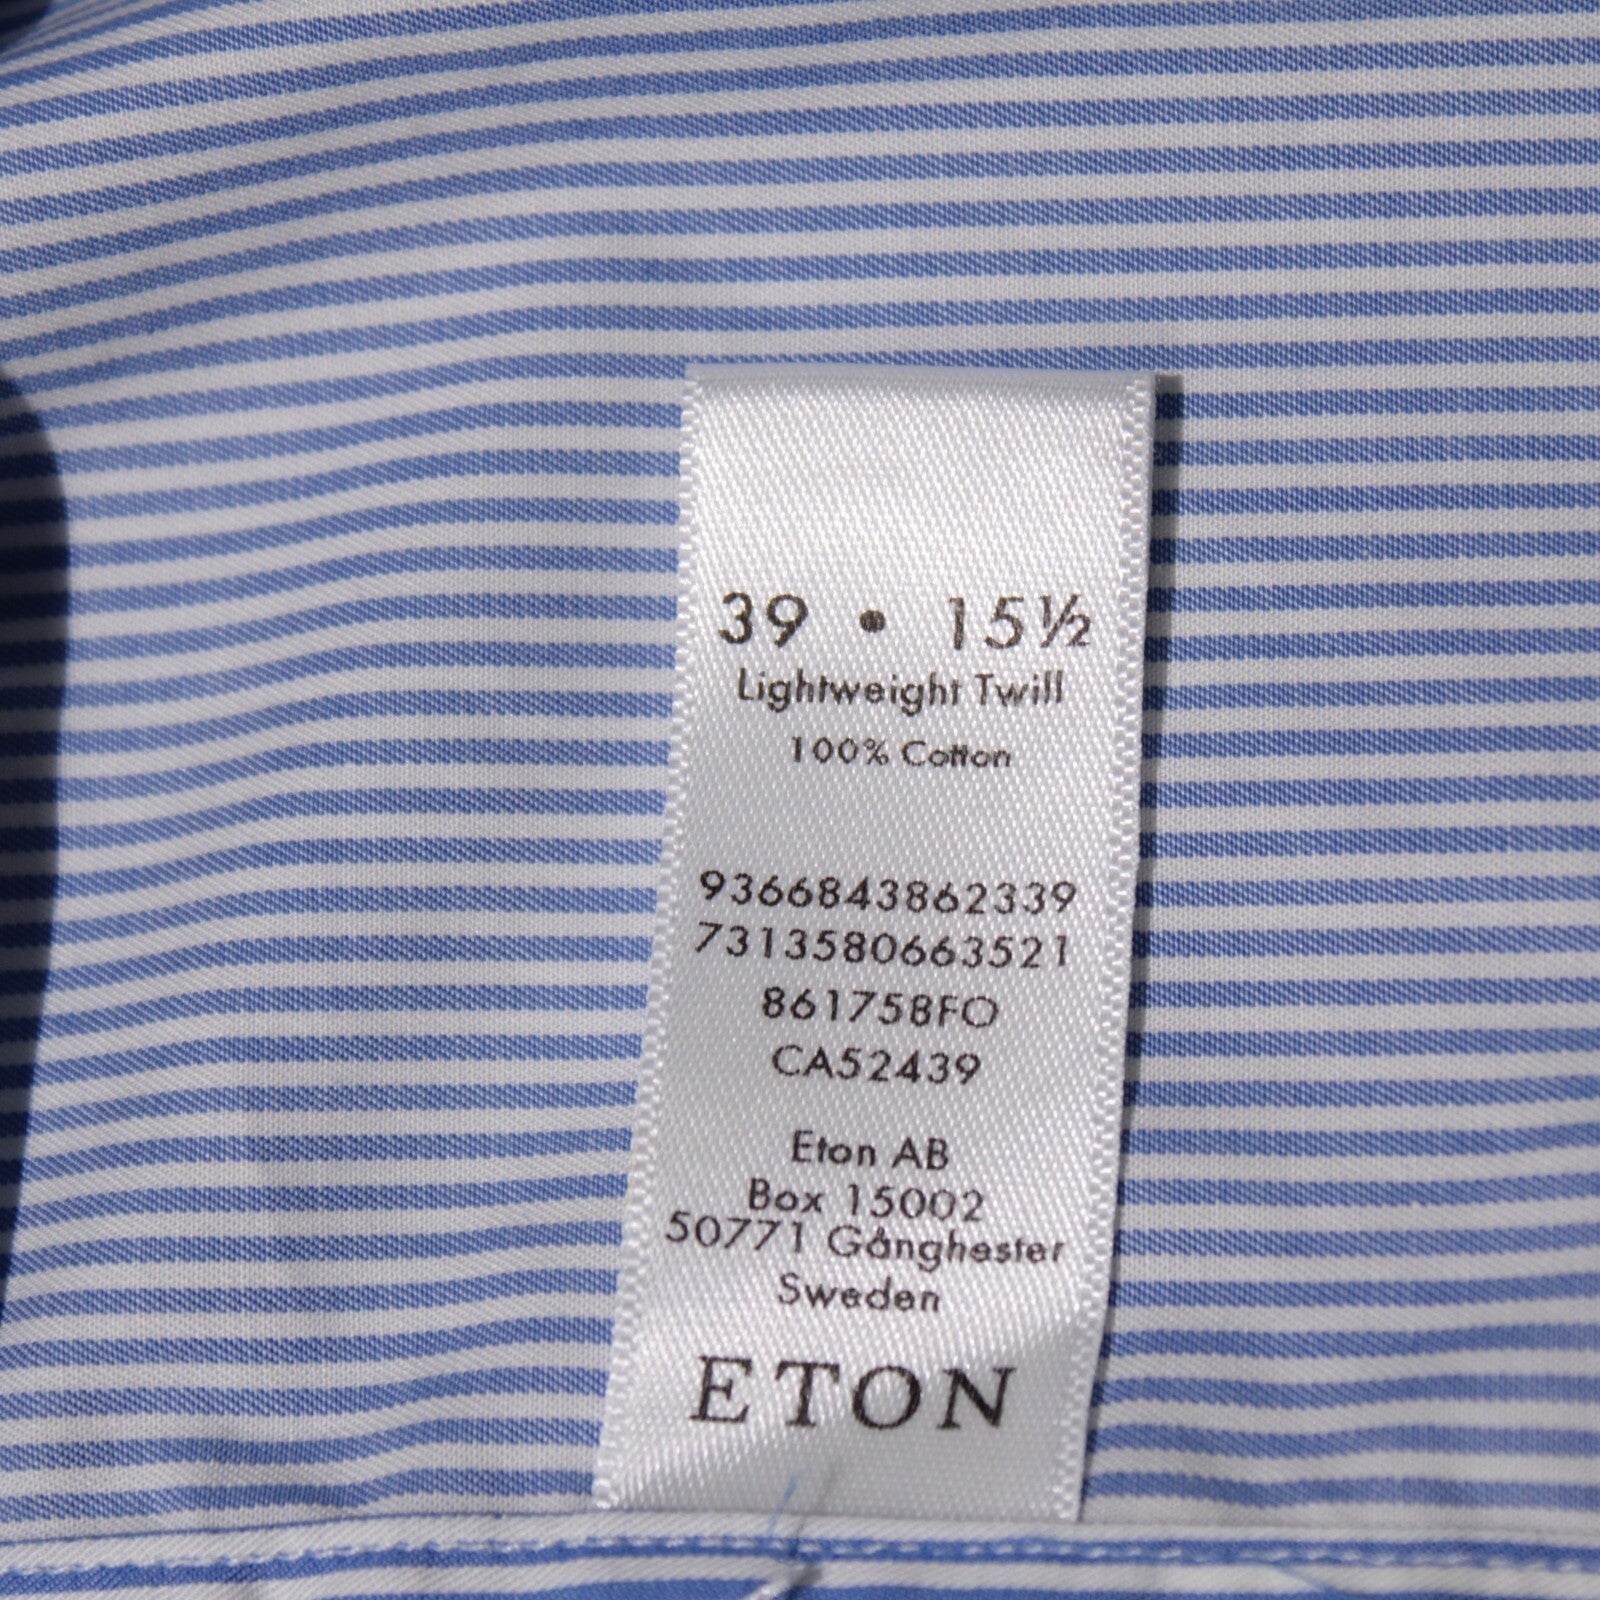 39 • 15½
Lightweight Twill
100% Cotton
9366843862339
7313580663521
861758FO
CA52439
Eton AB
Box 15002
50771 Gånghester
Sweden
ETON